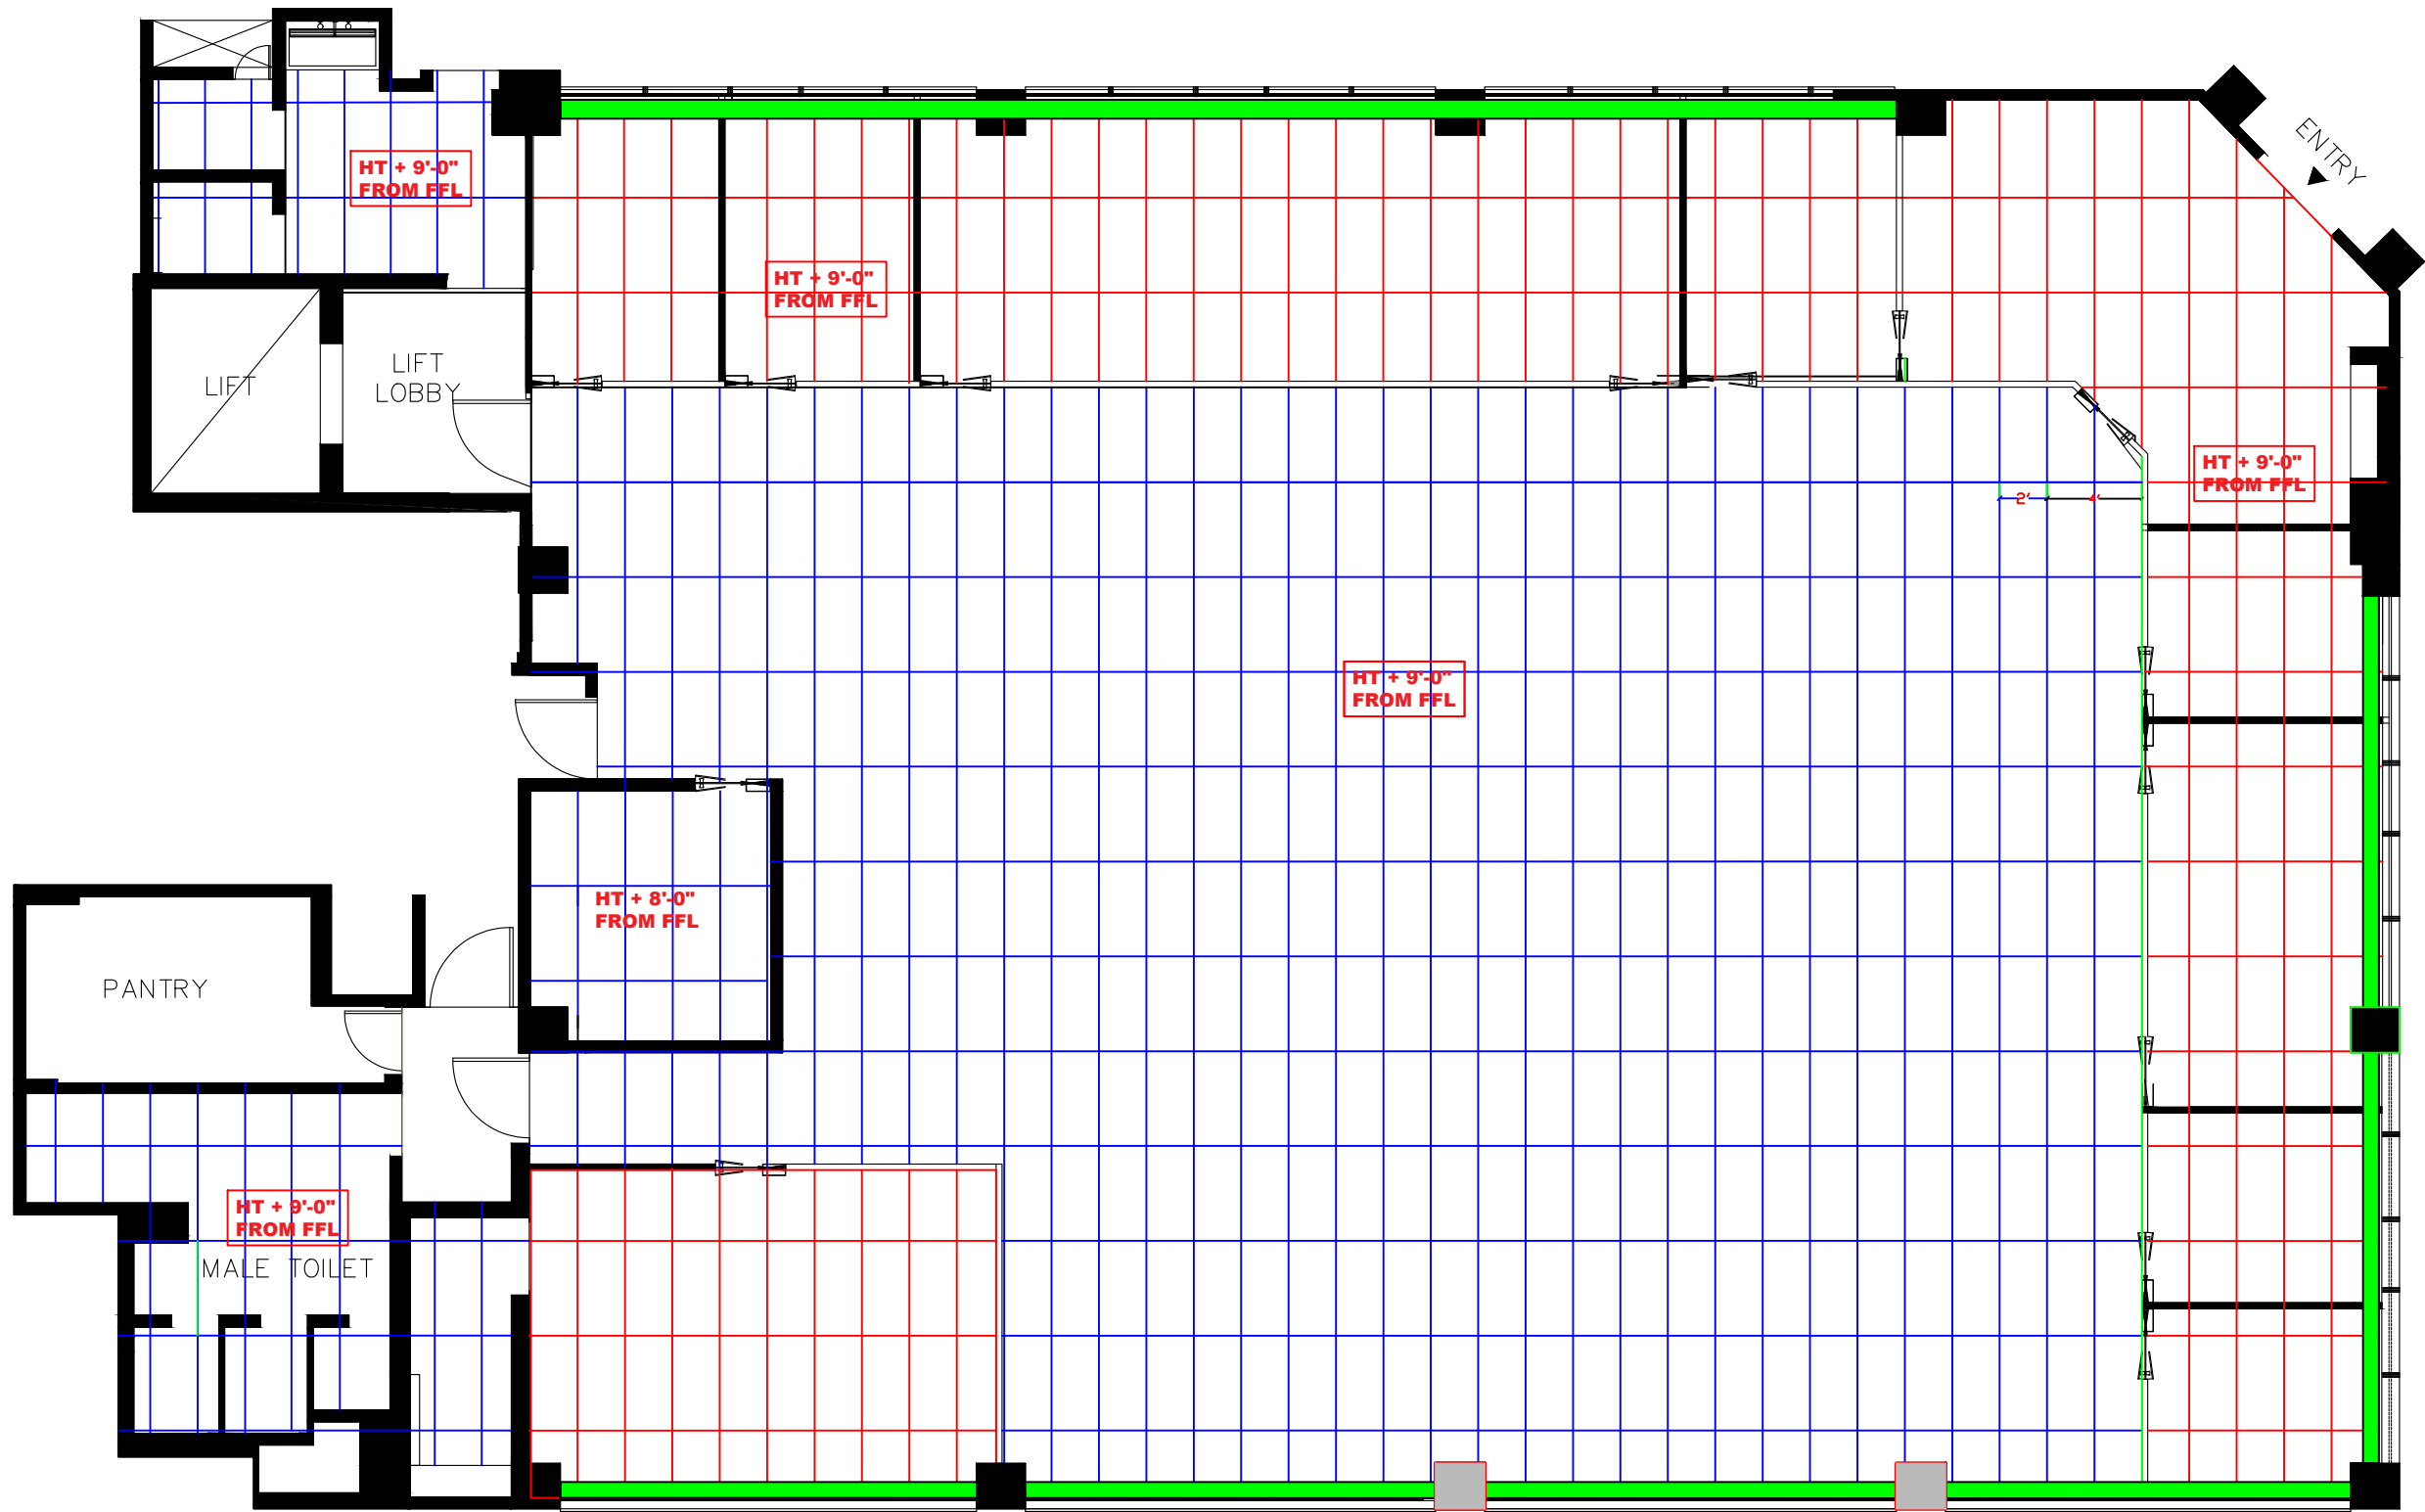 ENTRY
HT + 9'-0"
FROM FFL
HT + 9'-0"
FROM FFL
LIFT
LIFT
LOBBY
HT + 9'-0"
FROM FFL
2'
4'
HT + 9'-0"
FROM FFL
HT + 8'-0"
FROM FFL
PANTRY
HT + 9'-0"
FROM FFL
MALE TOILET